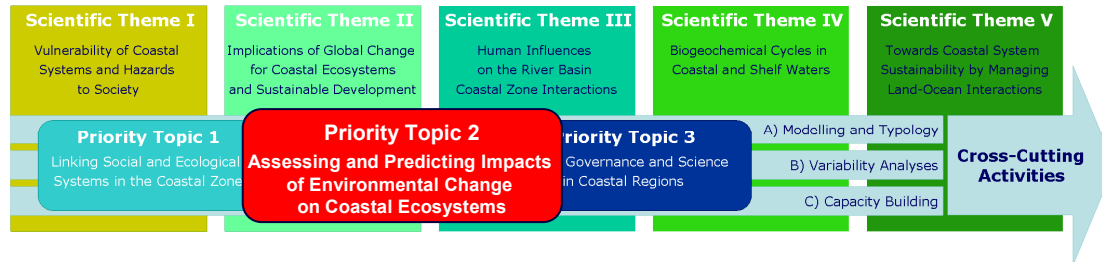 Scientific Theme I
Vulnerability of Coastal
Systems and Hazards
to Society
Scientific Theme II
Implications of Global Change
for Coastal Ecosystems
and Sustainable Development
Scientific Theme III
Human Influences
on the River Basin
Coastal Zone Interactions
Scientific Theme IV
Biogeochemical Cycles in
Coastal and Shelf Waters
Scientific Theme V
Towards Coastal System
Sustainability by Managing
Land-Ocean Interactions
Priority Topic 1
Linking Social and Ecological
Systems in the Coastal Zone
Priority Topic 2
Assessing and Predicting Impacts
of Environmental Change
on Coastal Ecosystems
riority Topic 3
Governance and Science
in Coastal Regions
A) Modelling and Typology
B) Variability Analyses
C) Capacity Building
Cross-Cutting
Activities